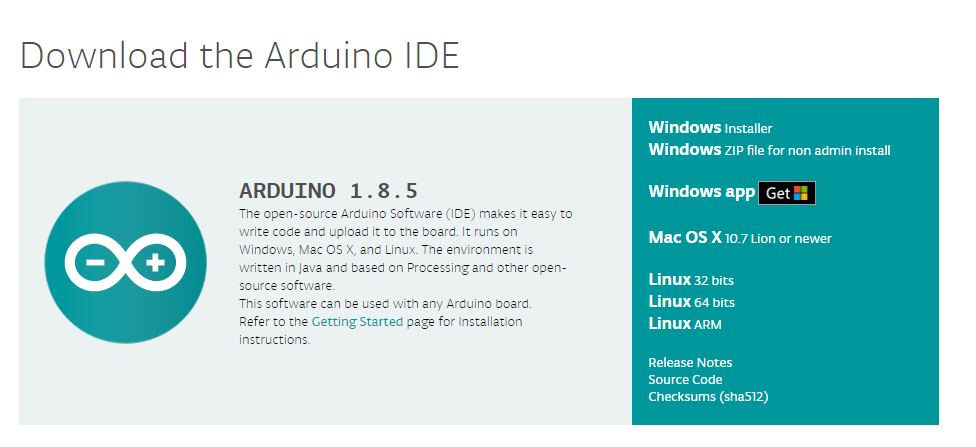 Download the Arduino IDE
ARDUINO 1.8.5
The open-source Arduino Software (IDE) makes it easy to
write code and upload it to the board. It runs on
Windows, Mac OS X, and Linux. The environment is
written in Java and based on Processing and other open-
source software.
This software can be used with any Arduino board.
Refer to the Getting Started page for Installation
instructions.
Windows Installer
Windows ZIP file for non admin install
Windows app Get
Mac OS X 10.7 Lion or newer
Linux 32 bits
Linux 64 bits
Linux ARM
Release Notes
Source Code
Checksums (sha512)